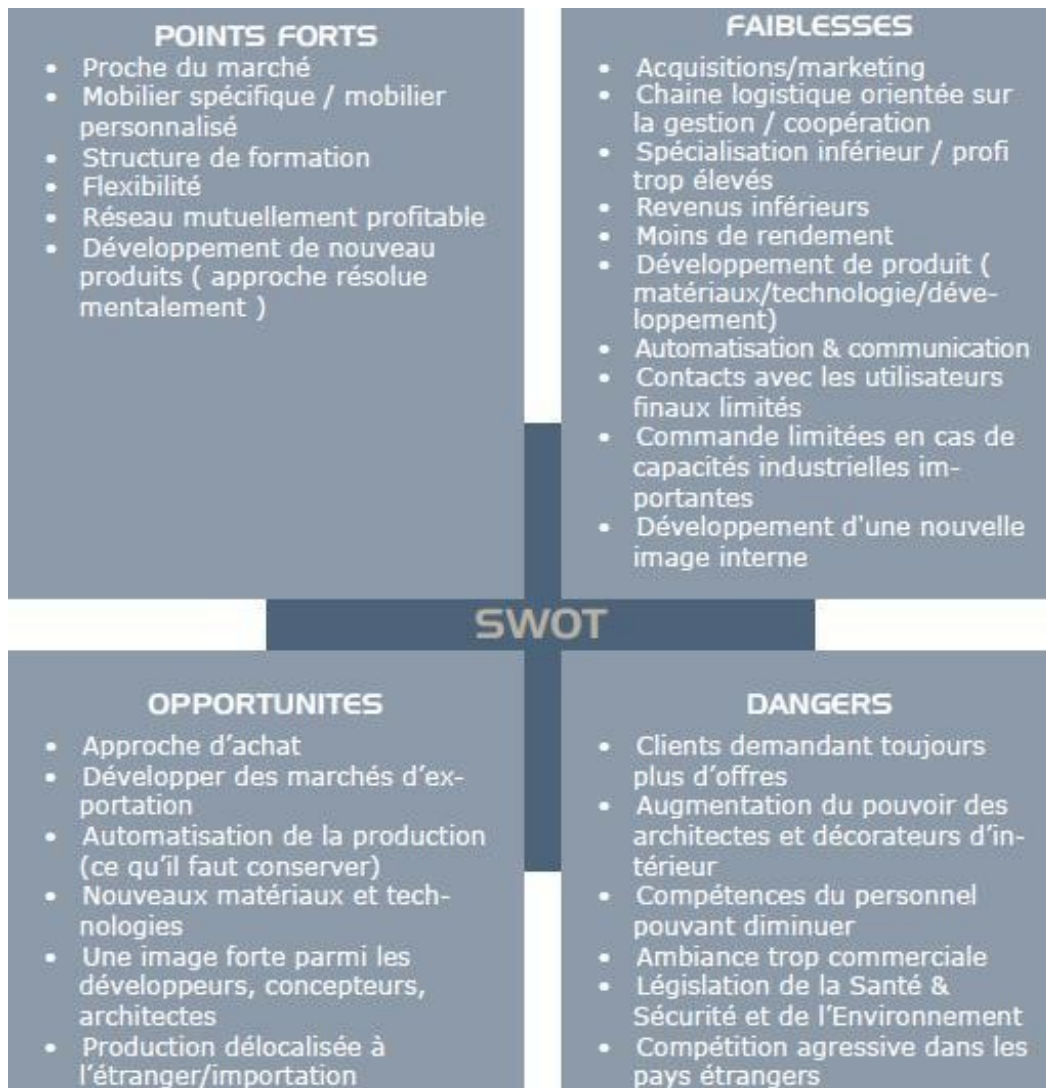 POINTS FORTS
• Proche du marché
• Mobilier spécifique / mobilier
personnalisé
• Structure de formation
• Flexibilité
• Réseau mutuellement profitable
• Développement de nouveau
produits ( approche résolue
mentalement )
FAIBLESSES
• Acquisitions/marketing
• Chaine logistique orientée sur
la gestion / coopération
• Spécialisation inférieur / profi
trop élevés
• Revenus inférieurs
• Moins de rendement
• Développement de produit (
matériaux/technologie/déve-
loppement)
• Automatisation & communication
• Contacts avec les utilisateurs
finaux limités
• Commande limitées en cas de
capacités industrielles im-
portantes
• Développement d'une nouvelle
image interne
SWOT
OPPORTUNITES
• Approche d'achat
• Développer des marchés d'ex-
portation
• Automatisation de la production
(ce qu'il faut conserver)
• Nouveaux matériaux et tech-
nologies
• Une image forte parmi les
développeurs, concepteurs,
architectes
• Production délocalisée à
l'étranger/importation
DANGERS
• Clients demandant toujours
plus d'offres
• Augmentation du pouvoir des
architectes et décorateurs d'in-
térieur
• Compétences du personnel
pouvant diminuer
• Ambiance trop commerciale
• Législation de la Santé &
Sécurité et de l'Environnement
• Compétition agressive dans les
pays étrangers